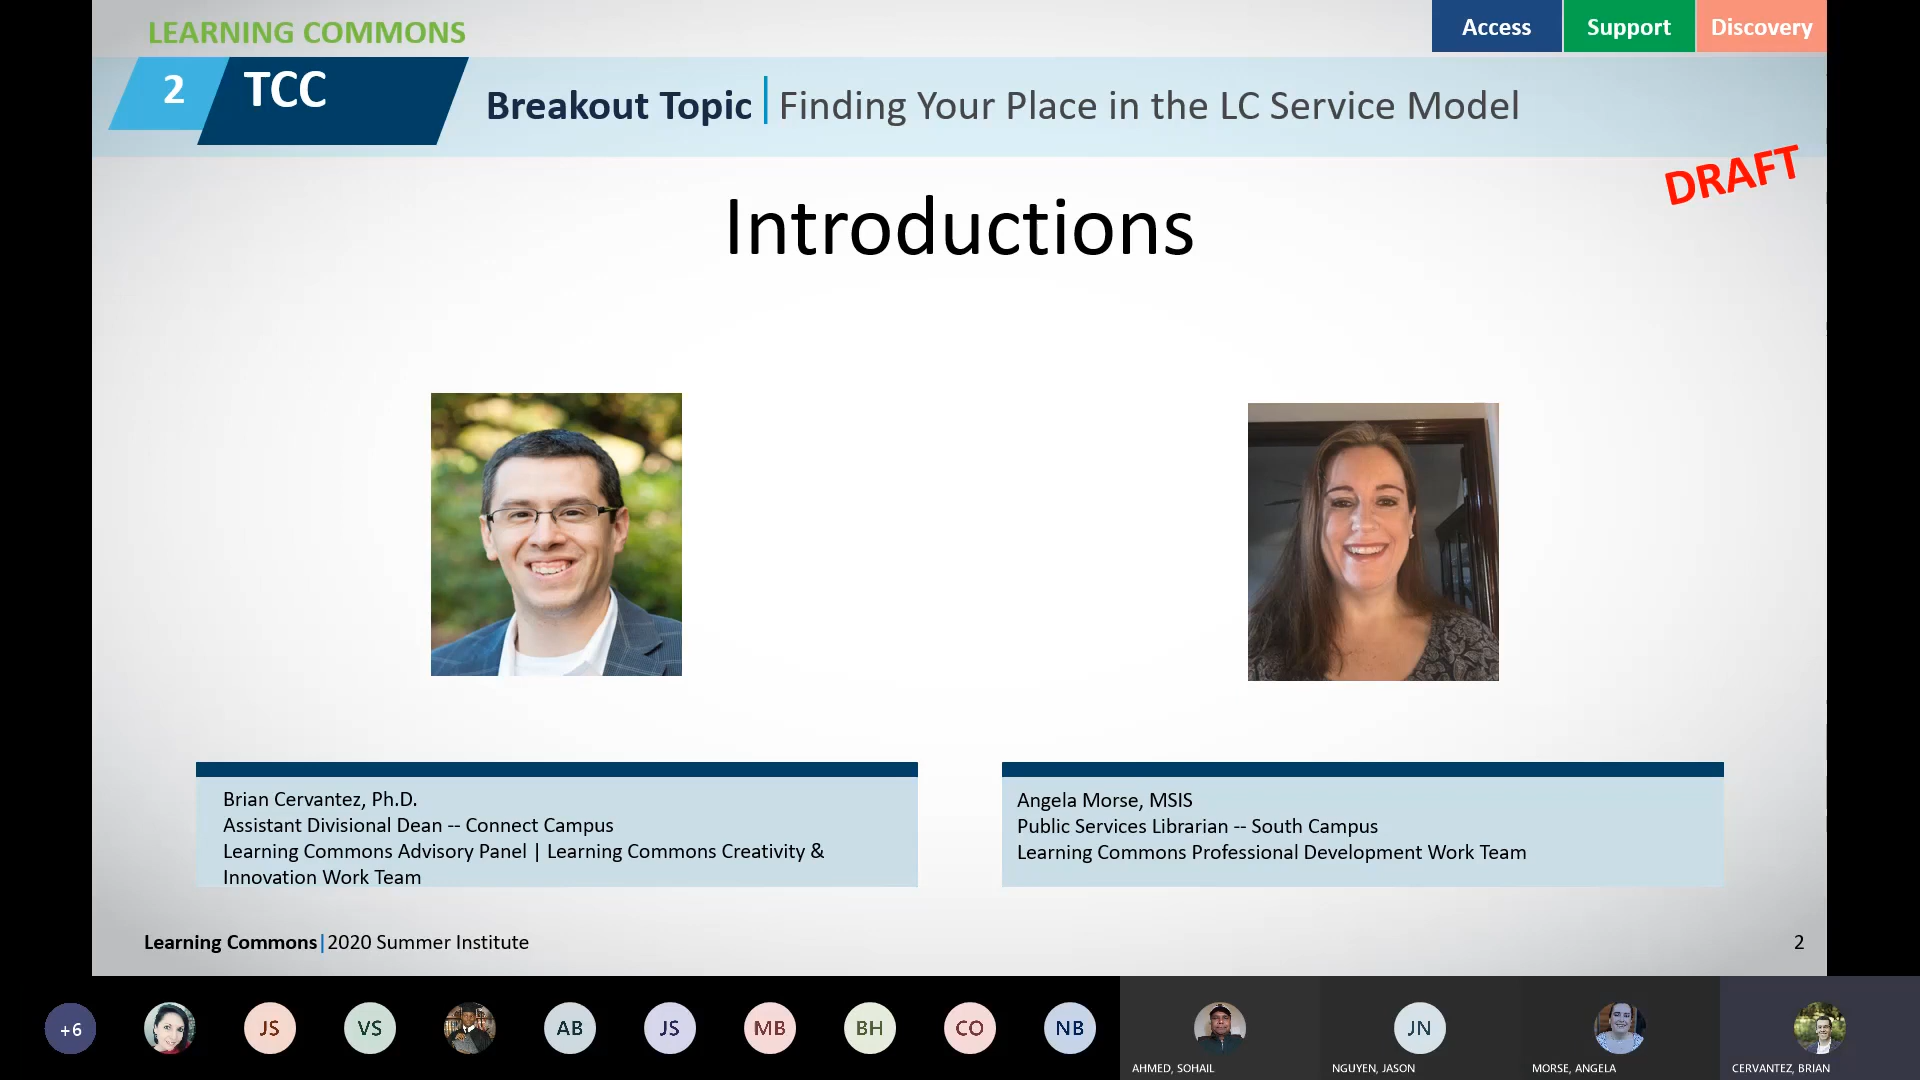 LEARNING COMMONS
Access
Support
Discovery
2
TCC
Breakout Topic
Finding Your Place in the LC Service Model
DRAFT
Introductions
Brian Cervantez, Ph.D.
Assistant Divisional Dean -- Connect Campus
Learning Commons Advisory Panel | Learning Commons Creativity &
Innovation Work Team
Angela Morse, MSIS
Public Services Librarian -- South Campus
Learning Commons Professional Development Work Team
Learning Commons|2020 Summer Institute
2
+6
JS
VS
AB
JS
MB
BH
CO
NB
JN
AHMED, SOHAIL
NGUYEN, JASON
MORSE, ANGELA
CERVANTEZ, BRIAN